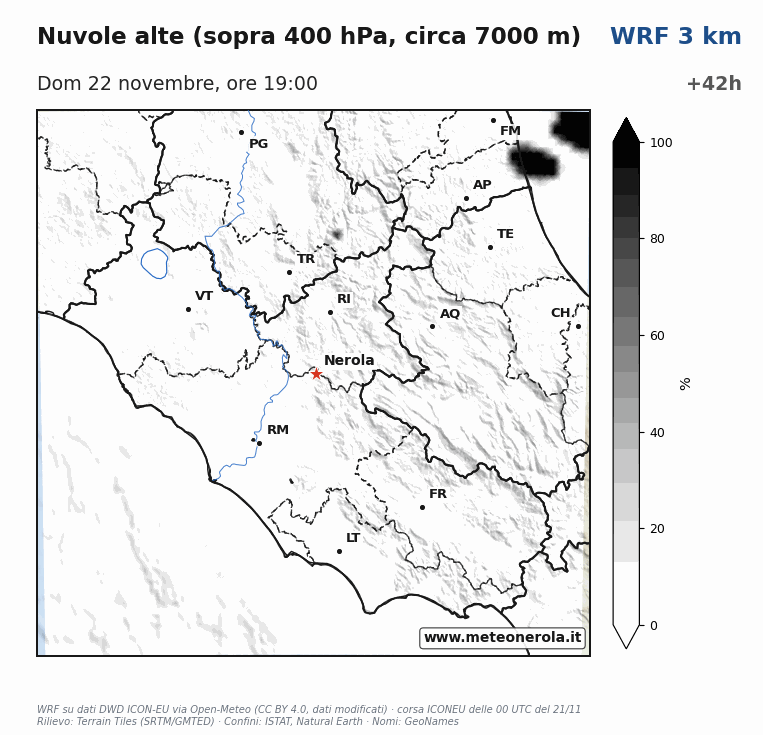 Nuvole alte (sopra 400 hPa, circa 7000 m) WRF 3 km
Dom 22 novembre, ore 19:00 +42h
FM
PG
AP
TE
TR
VT
RI
AQ
CH
Nerola
RM
FR
LT
www.meteonerola.it
100
80
60
40
20
0
%
WRF su dati DWD ICON-EU via Open-Meteo (CC BY 4.0, dati modificati) · corsa ICONEU delle 00 UTC del 21/11
Rilievo: Terrain Tiles (SRTM/GMTED) · Confini: ISTAT, Natural Earth · Nomi: GeoNames